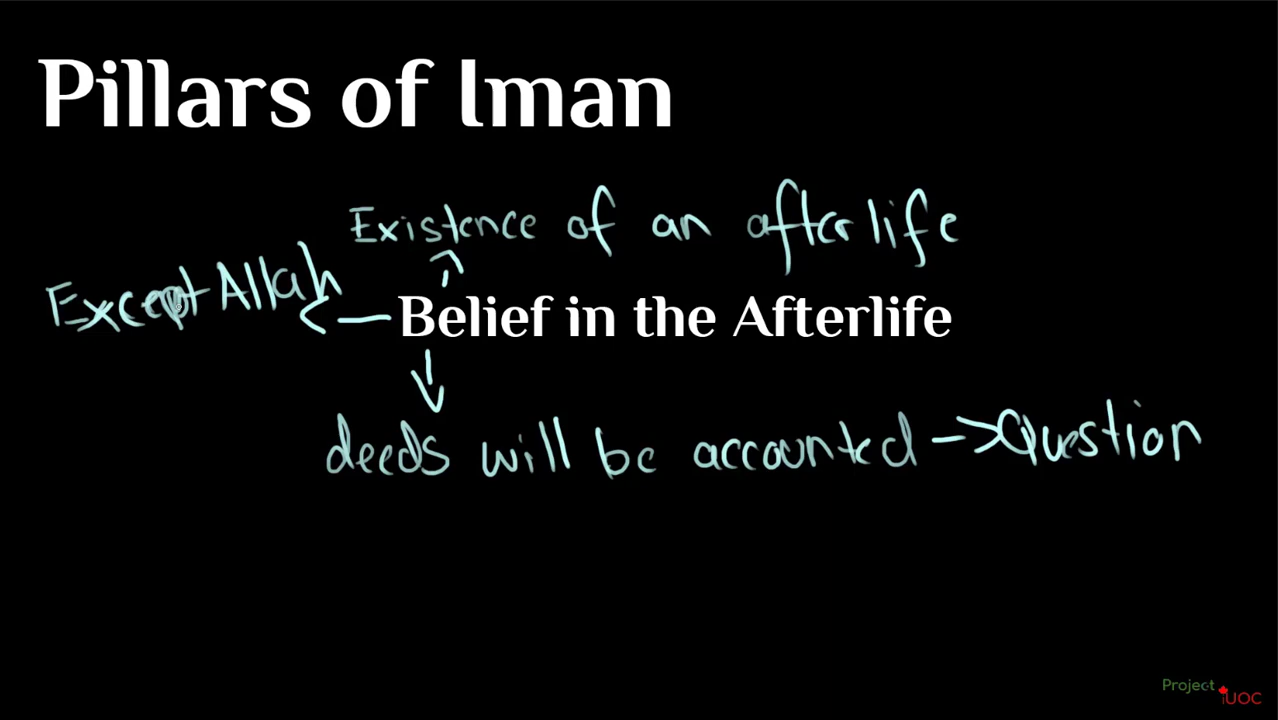 Pillars of Iman
Existence of an afterlife
Except Allah
Belief in the Afterlife
deeds will be accounted → Question
Project
iUOC